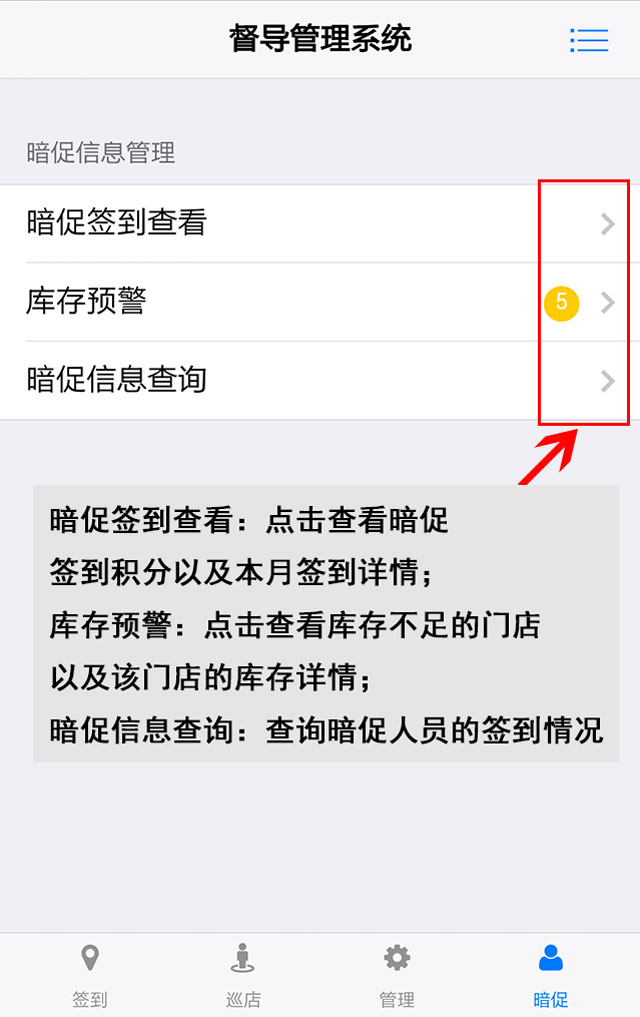 督导管理系统
暗促信息管理
暗促签到查看
库存预警
5
暗促信息查询
暗促签到查看：点击查看暗促
签到积分以及本月签到详情；
库存预警：点击查看库存不足的门店
以及该门店的库存详情；
暗促信息查询：查询暗促人员的签到情况
签到
巡店
管理
暗促